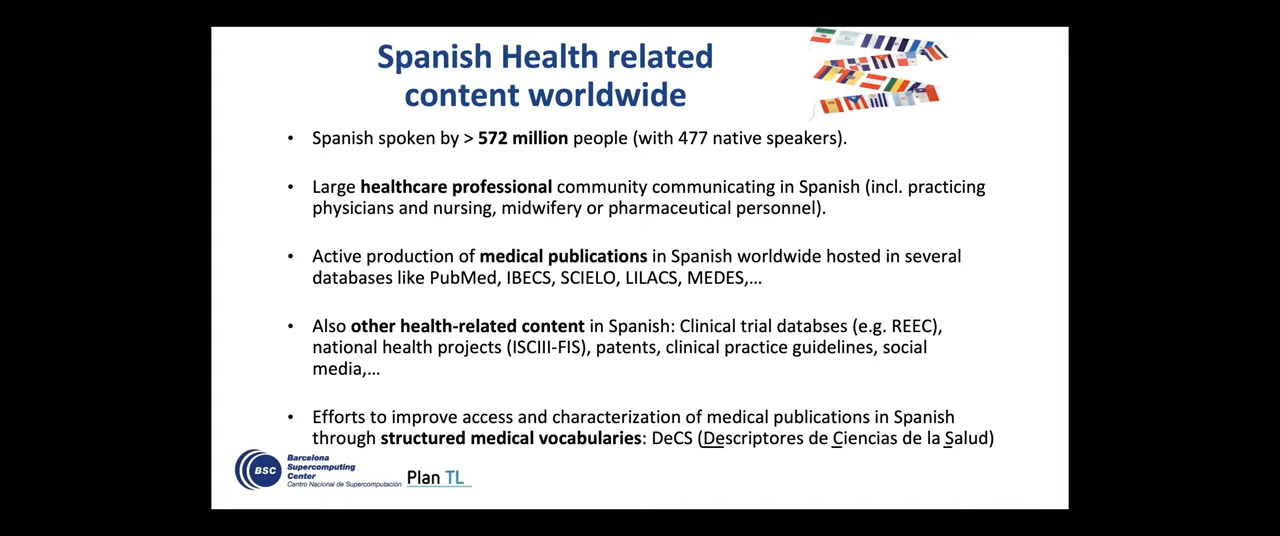 Spanish Health related
content worldwide
• Spanish spoken by > 572 million people (with 477 native speakers).
• Large healthcare professional community communicating in Spanish (incl. practicing
physicians and nursing, midwifery or pharmaceutical personnel).
• Active production of medical publications in Spanish worldwide hosted in several
databases like PubMed, IBECS, SCIELO, LILACS, MEDES,...
• Also other health-related content in Spanish: Clinical trial databses (e.g. REEC),
national health projects (ISCIII-FIS), patents, clinical practice guidelines, social
media,...
• Efforts to improve access and characterization of medical publications in Spanish
through structured medical vocabularies: DeCS (Descriptores de Ciencias de la Salud)
BSC
Barcelona
Supercomputing
Center
Centro Nacional de Supercomputación
Plan TL